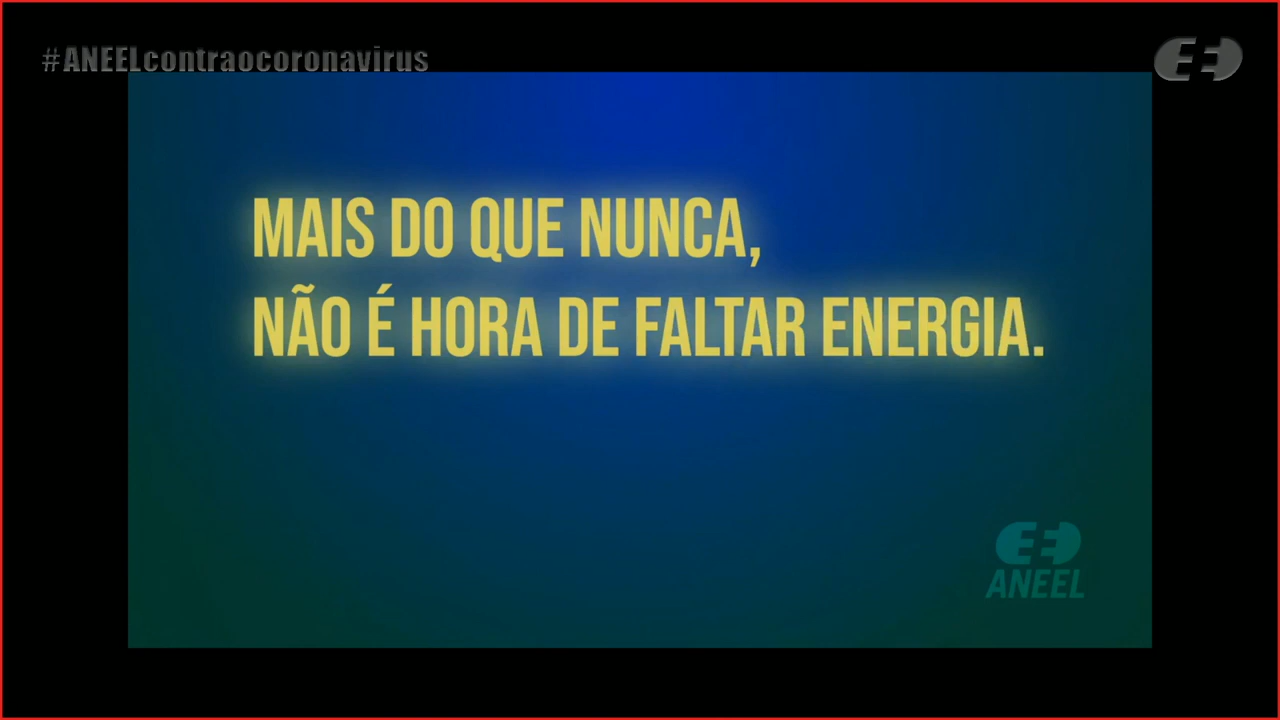 #ANEELcontraocoronavirus
MAIS DO QUE NUNCA,
NÃO É HORA DE FALTAR ENERGIA.
ANEEL